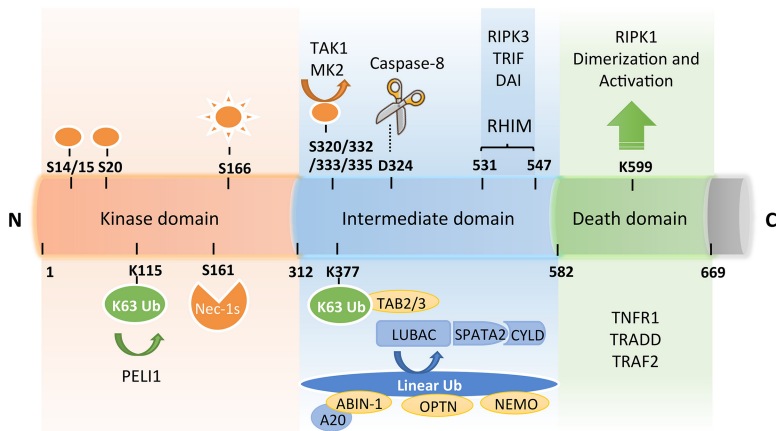 TAK1
MK2
Caspase-8
RIPK3
TRIF
DAI
RHIM
RIPK1
Dimerization and
Activation
S14/15
S20
S166
S320/332
/333/335
D324
531
547
K599
N
Kinase domain
Intermediate domain
Death domain
C
1
K115
S161
312
K377
582
669
K63 Ub
Nec-1s
PELI1
K63 Ub
TAB2/3
LUBAC
SPATA2
CYLD
Linear Ub
ABIN-1
OPTN
NEMO
A20
TNFR1
TRADD
TRAF2